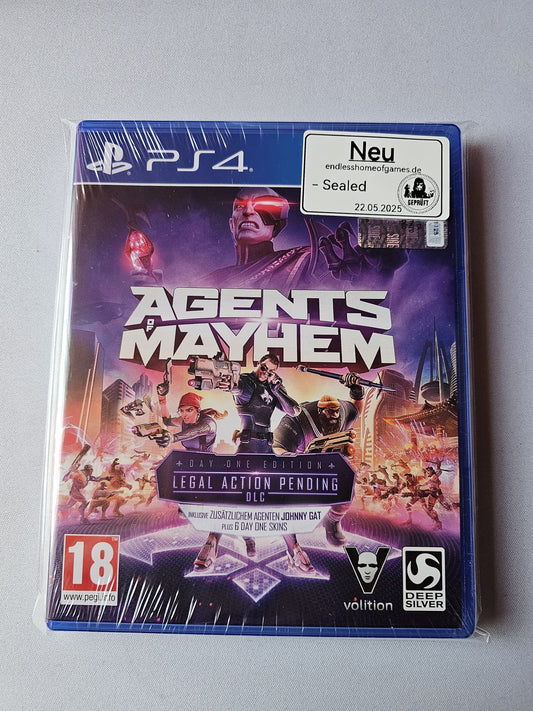 PS4
Neu
endlesshomeofgames.de
- Sealed
GEPRÜFT
22.05.2025
AGENTS
OF
MAYHEM
DAY ONE EDITION
LEGAL ACTION PENDING
DLC
INKLUSIVE ZUSÄTZLICHEM AGENTEN JOHNNY GAT
PLUS 6 DAY ONE SKINS
18
www.pegi.info
volition
DEEP
SILVER